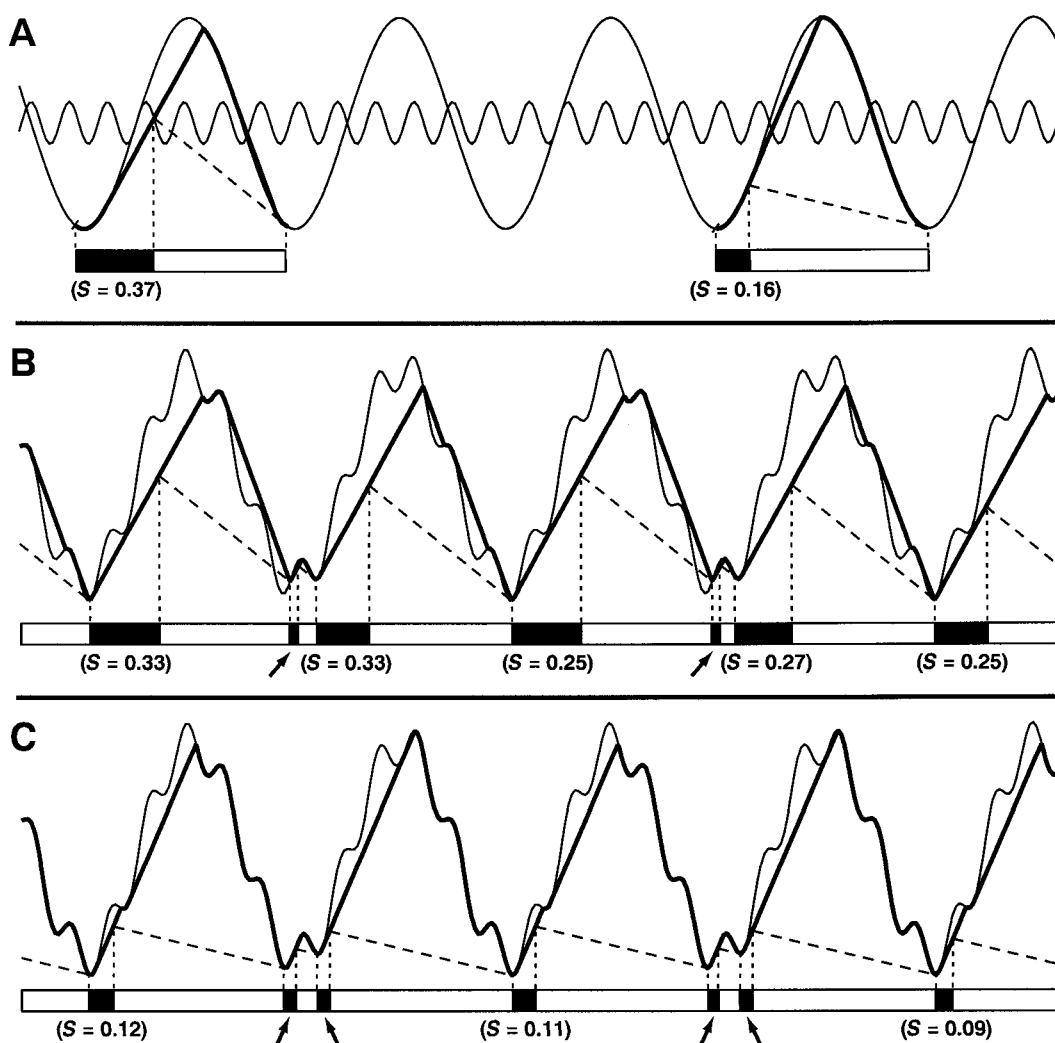 A
(S = 0.37)
(S = 0.16)
B
(S = 0.33)
(S = 0.33)
(S = 0.25)
(S = 0.27)
(S = 0.25)
C
(S = 0.12)
(S = 0.11)
(S = 0.09)